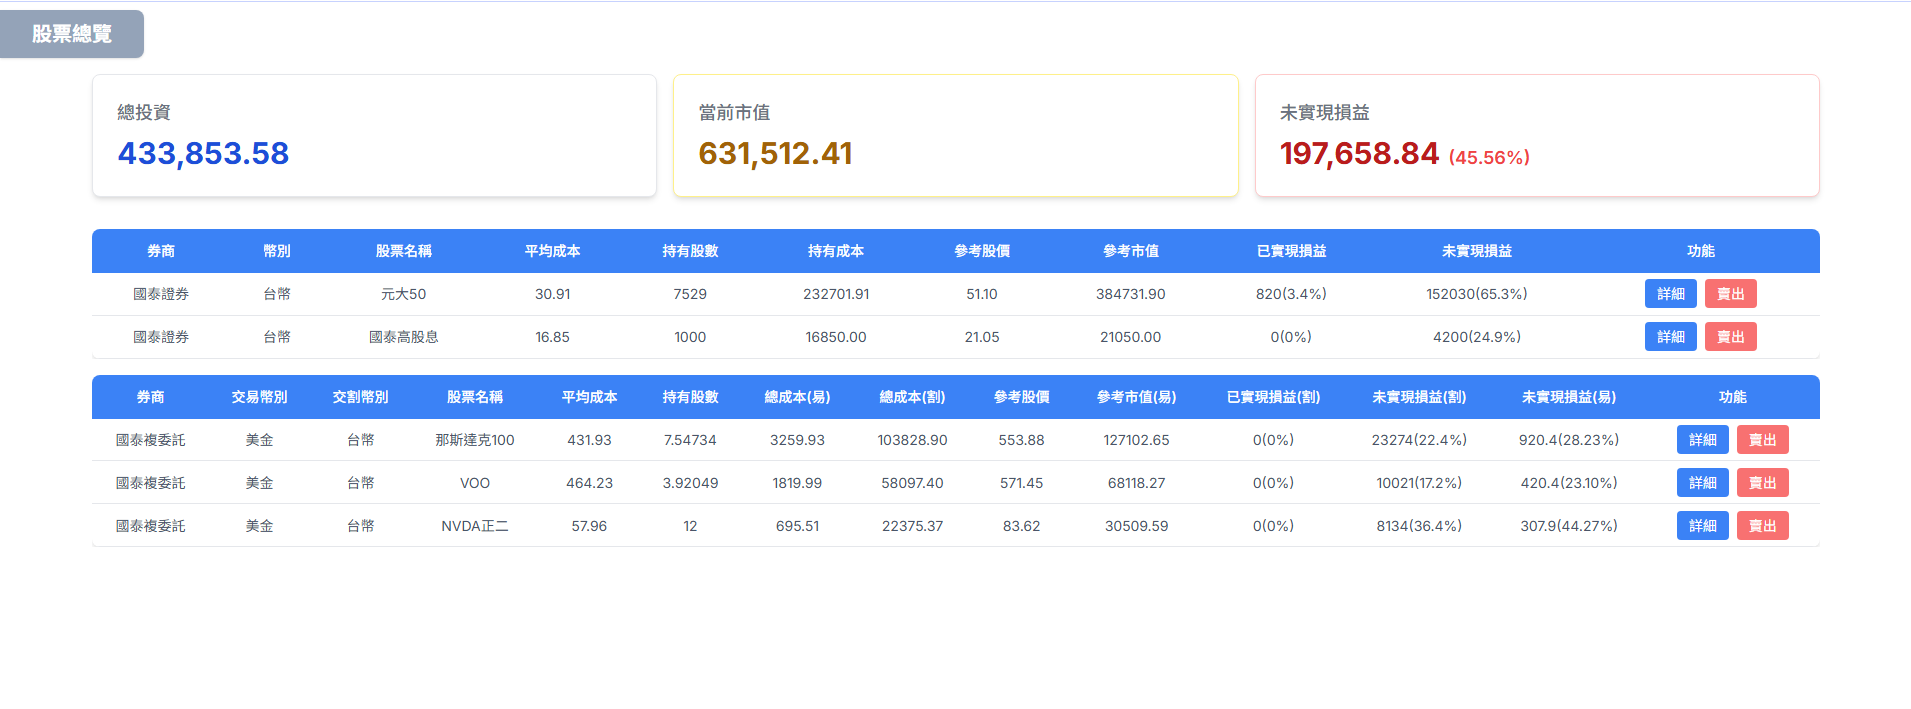 股票總覽
總投資
433,853.58
當前市值
631,512.41
未實現損益
197,658.84 (45.56%)
券商 幣別 股票名稱 平均成本 持有股數 持有成本 參考股價 參考市值 已實現損益 未實現損益 功能
國泰證券 台幣 元大50 30.91 7529 232701.91 51.10 384731.90 820(3.4%) 152030(65.3%) 詳細 賣出
國泰證券 台幣 國泰高股息 16.85 1000 16850.00 21.05 21050.00 0(0%) 4200(24.9%) 詳細 賣出
券商 交易幣別 交割幣別 股票名稱 平均成本 持有股數 總成本(易) 總成本(割) 參考股價 參考市值(易) 已實現損益(割) 未實現損益(割) 未實現損益(易) 功能
國泰複委託 美金 台幣 那斯達克100 431.93 7.54734 3259.93 103828.90 553.88 127102.65 0(0%) 23274(22.4%) 920.4(28.23%) 詳細 賣出
國泰複委託 美金 台幣 VOO 464.23 3.92049 1819.99 58097.40 571.45 68118.27 0(0%) 10021(17.2%) 420.4(23.10%) 詳細 賣出
國泰複委託 美金 台幣 NVDA正二 57.96 12 695.51 22375.37 83.62 30509.59 0(0%) 8134(36.4%) 307.9(44.27%) 詳細 賣出